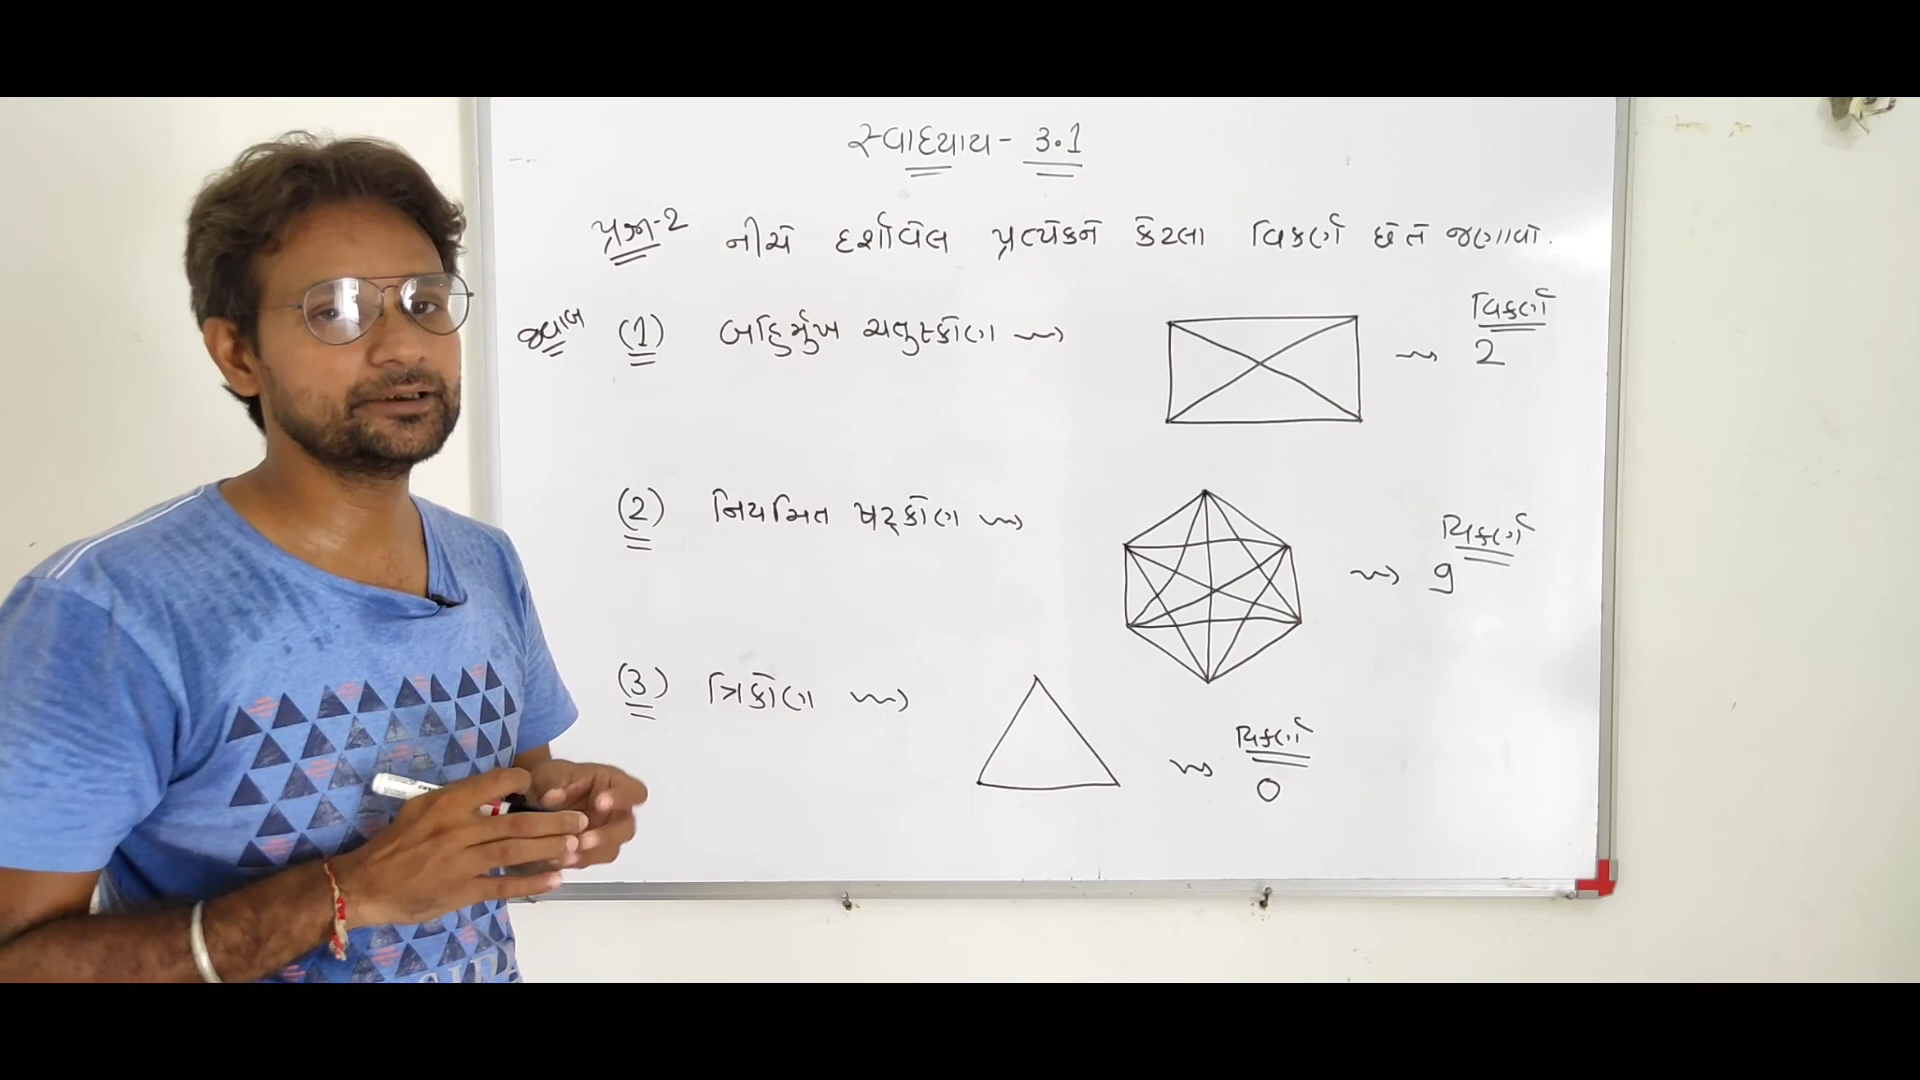 સ્વાધ્યાય - 3.1
પ્રશ્ન-2 નીચે દર્શાવેલ પ્રત્યેકને કેટલા વિકર્ણો છે તે જણાવો.
જવાબ (1) બહિર્મુખ ચતુષ્કોણ
વિકર્ણો
2
(2) નિયમિત ષટ્કોણ
વિકર્ણો
9
(3) ત્રિકોણ
વિકર્ણો
0